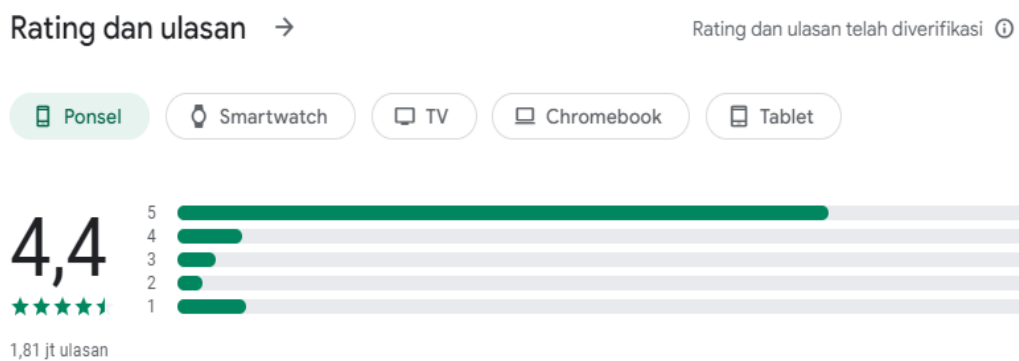 Rating dan ulasan
Rating dan ulasan telah diverifikasi
Ponsel
Smartwatch
TV
Chromebook
Tablet
4,4
5
4
3
2
1
1,81 jt ulasan